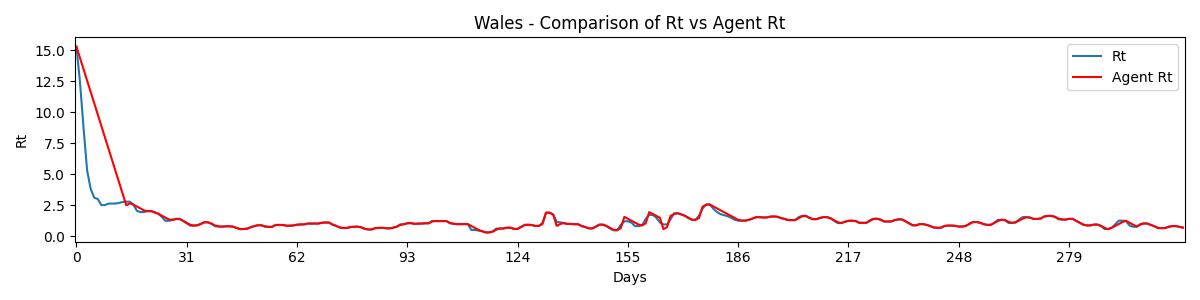 Wales - Comparison of Rt vs Agent Rt
15.0
12.5
10.0
7.5
5.0
2.5
0.0
Rt
Rt
Agent Rt
0 31 62 93 124 155 186 217 248 279
Days